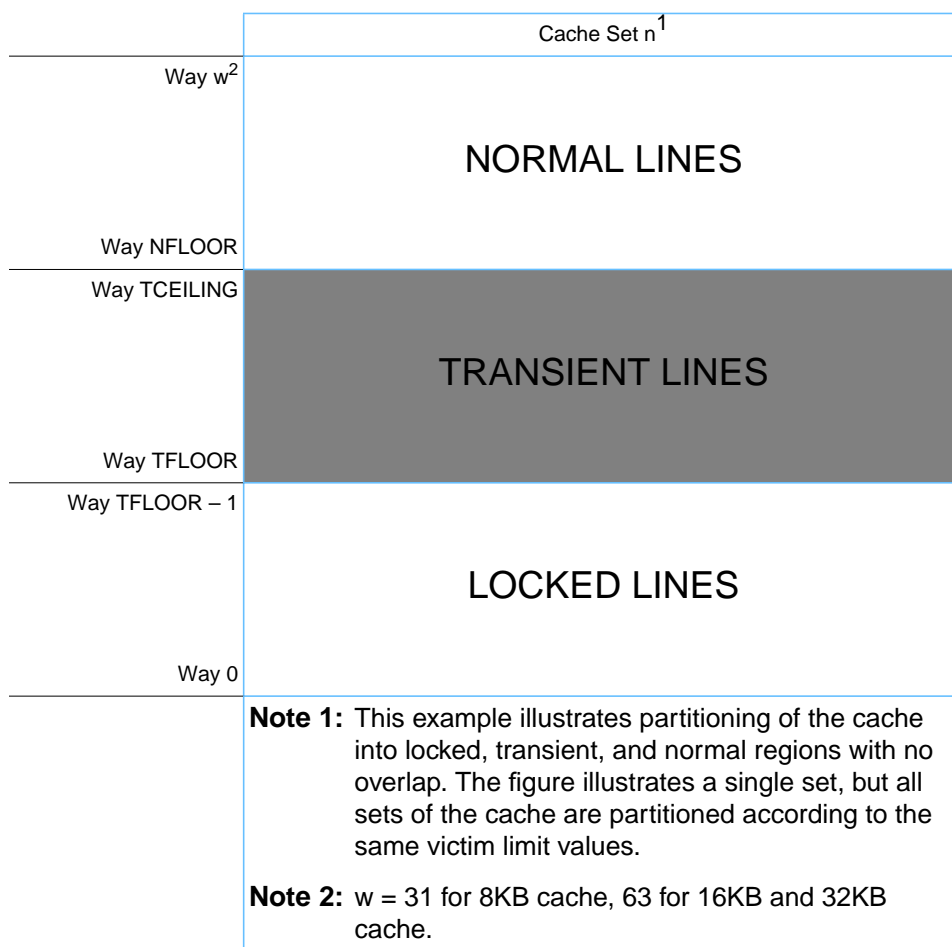 Cache Set n1
Way w2
NORMAL LINES
Way NFLOOR
Way TCEILING
TRANSIENT LINES
Way TFLOOR
Way TFLOOR – 1
LOCKED LINES
Way 0
Note 1: This example illustrates partitioning of the cache
into locked, transient, and normal regions with no
overlap. The figure illustrates a single set, but all
sets of the cache are partitioned according to the
same victim limit values.
Note 2: w = 31 for 8KB cache, 63 for 16KB and 32KB
cache.